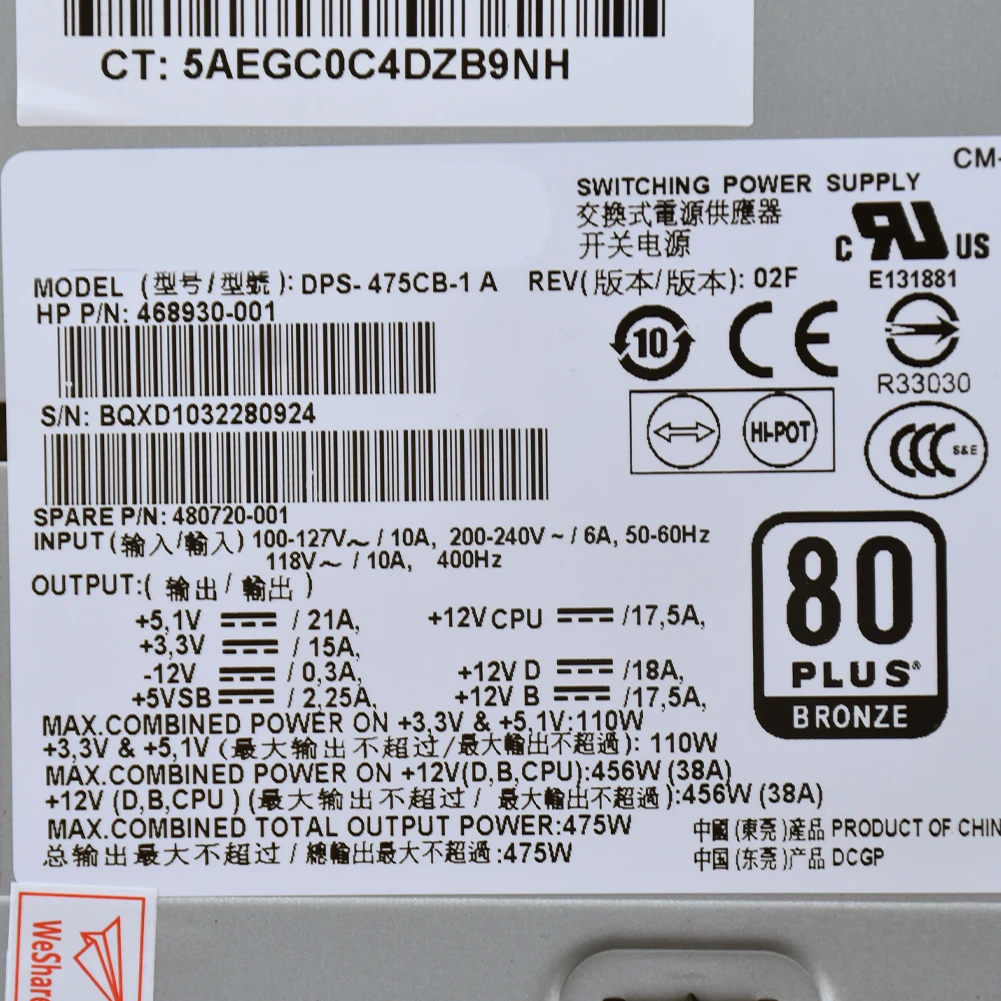 CT: 5AEGC0C4DZB9NH
CM-
SWITCHING POWER SUPPLY
交換式電源供應器
开关电源
C RU US
E131881
MODEL (型号/型號): DPS-475CB-1 A REV(版本/版本): 02F
HP P/N: 468930-001
10 CE
R33030
S/N: BQXD1032280924
HI-POT
CCC S&E
SPARE P/N: 480720-001
INPUT (输入/輸入) 100-127V～ / 10A, 200-240V ~ / 6A, 50-60Hz
118V～ / 10A, 400Hz
OUTPUT:( 输出/ 輸出 )
+5,1V / 21A, +12V CPU /17,5A,
+3,3V / 15A,
-12V / 0,3A, +12V D /18A,
+5VSB / 2,25A, +12V B /17,5A,
80
PLUS®
BRONZE
MAX.COMBINED POWER ON +3,3V & +5,1V:110W
+3,3V & +5,1V (最大输出不超过/最大輸出不超過): 110W
MAX.COMBINED POWER ON +12V(D,B,CPU):456W (38A)
+12V (D,B,CPU ) (最大输出不超过 / 最大輸出不超過 ):456W (38A)
MAX.COMBINED TOTAL OUTPUT POWER:475W
总输出最大不超过 / 總輸出最大不超過 :475W
中國 (東莞 )産品 PRODUCT OF CHIN
中国 (东莞 )产品 DCGP
WeShare